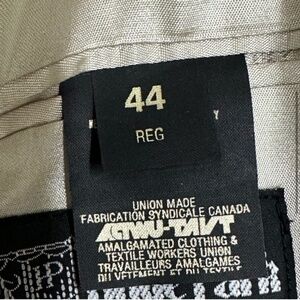 44
REG
UNION MADE
FABRICATION SYNDICALE CANADA
ACTWU-TAVT
AMALGAMATED CLOTHING &
TEXTILE WORKERS UNION
TRAVAILLEURS AMALGAMES
DU VETEMENT ET DU TEXTILE